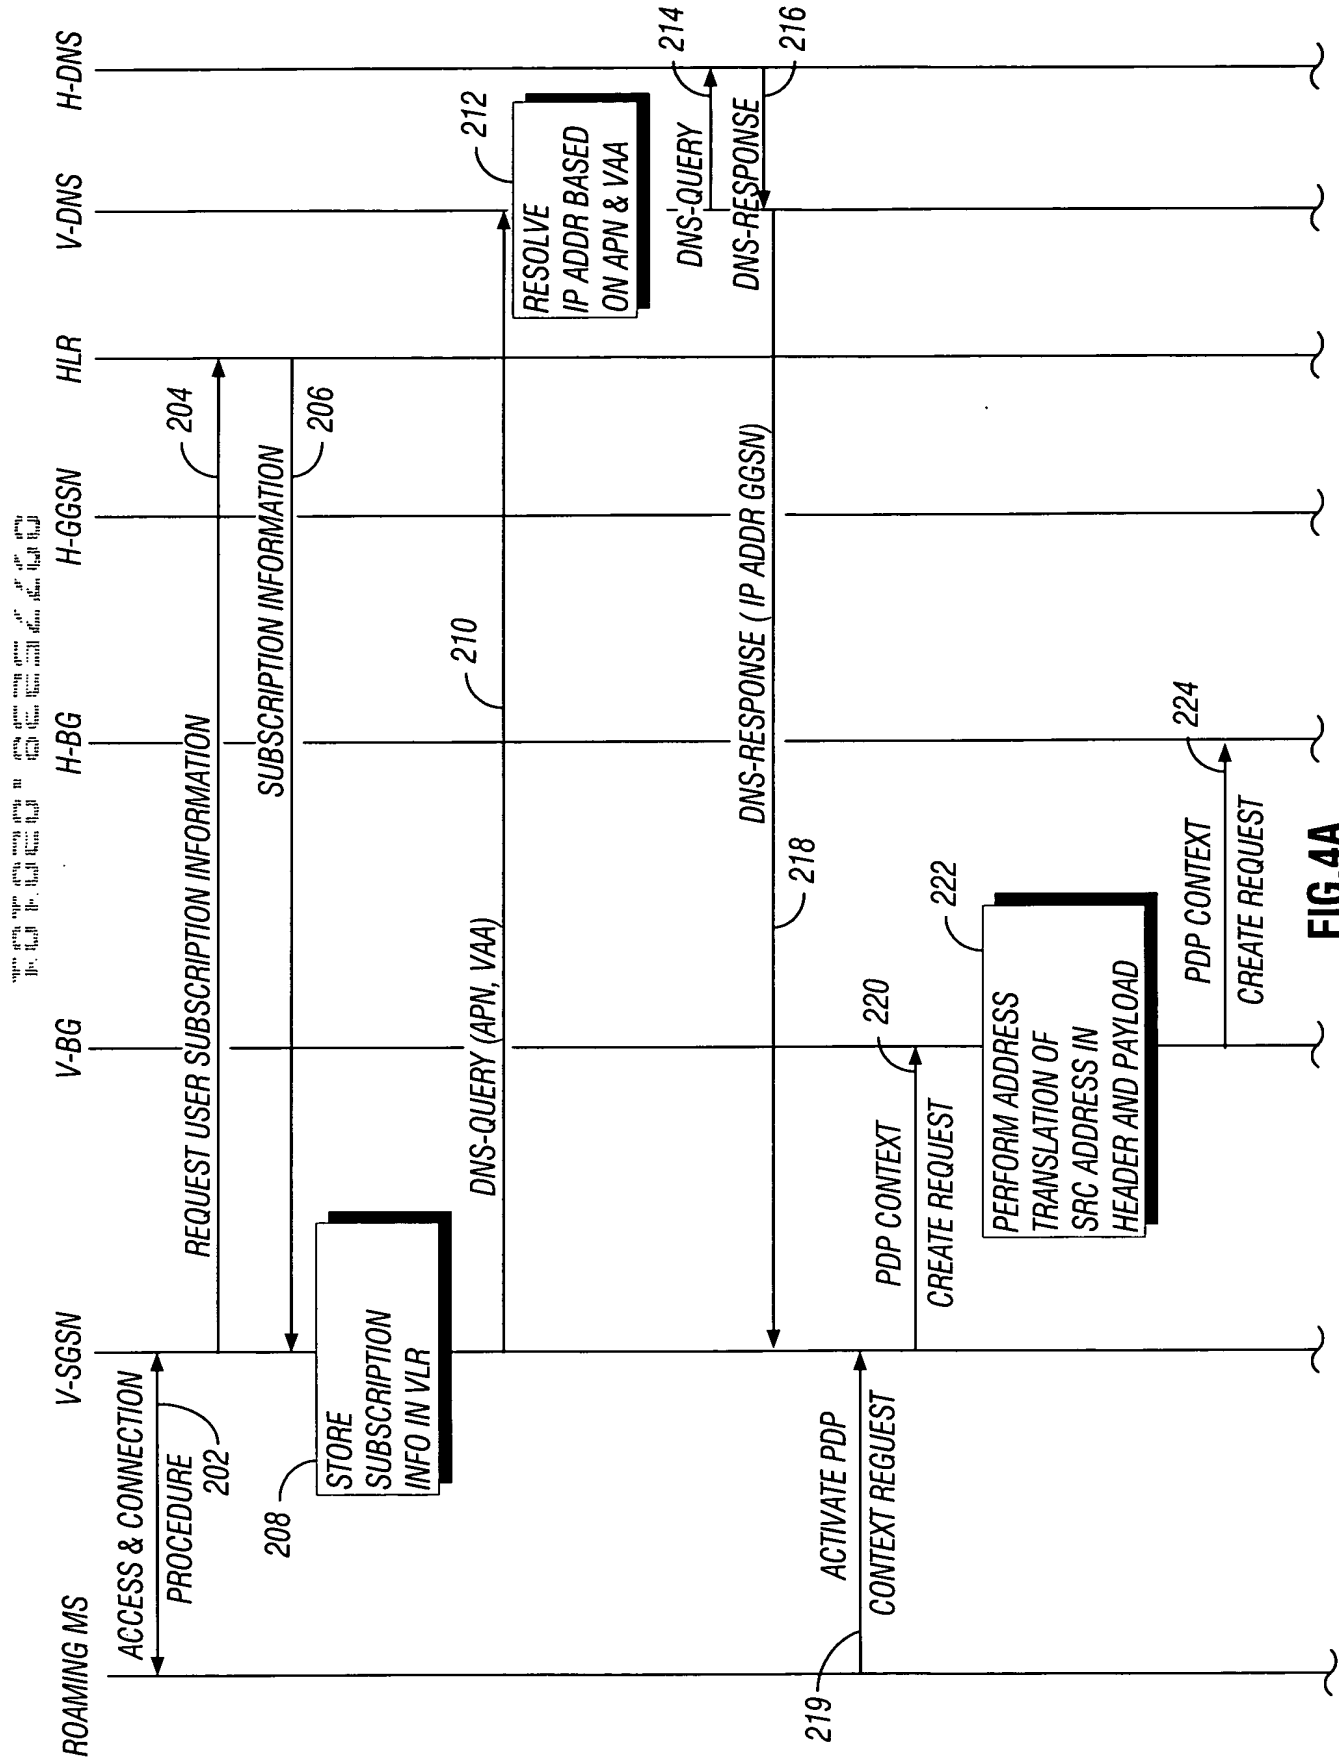 ROAMING MS
V-SGSN
V-BG
H-BG
H-GGSN
HLR
V-DNS
H-DNS
ACCESS & CONNECTION
PROCEDURE
202
REQUEST USER SUBSCRIPTION INFORMATION
204
SUBSCRIPTION INFORMATION
206
208
STORE
SUBSCRIPTION
INFO IN VLR
DNS-QUERY (APN, VAA)
210
212
RESOLVE
IP ADDR BASED
ON APN & VAA
DNS-QUERY
214
DNS-RESPONSE
216
DNS-RESPONSE ( IP ADDR GGSN)
218
219
ACTIVATE PDP
CONTEXT REGUEST
220
PDP CONTEXT
CREATE REQUEST
222
PERFORM ADDRESS
TRANSLATION OF
SRC ADDRESS IN
HEADER AND PAYLOAD
224
PDP CONTEXT
CREATE REQUEST
FIG.4A